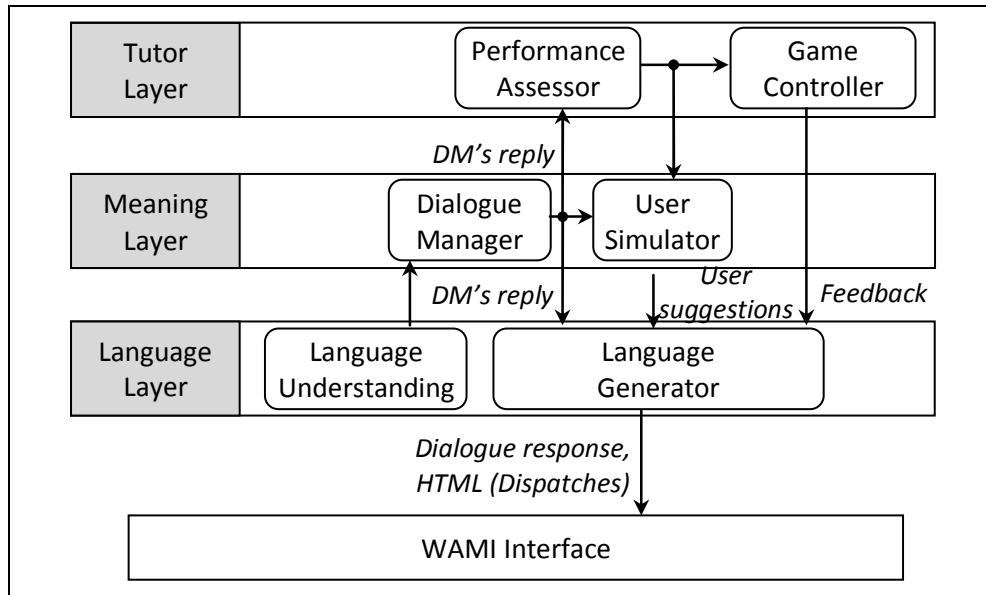 Tutor
Layer
Performance
Assessor
Game
Controller
DM’s reply
Meaning
Layer
Dialogue
Manager
User
Simulator
DM’s reply
User
suggestions
Feedback
Language
Layer
Language
Understanding
Language
Generator
Dialogue response,
HTML (Dispatches)
WAMI Interface